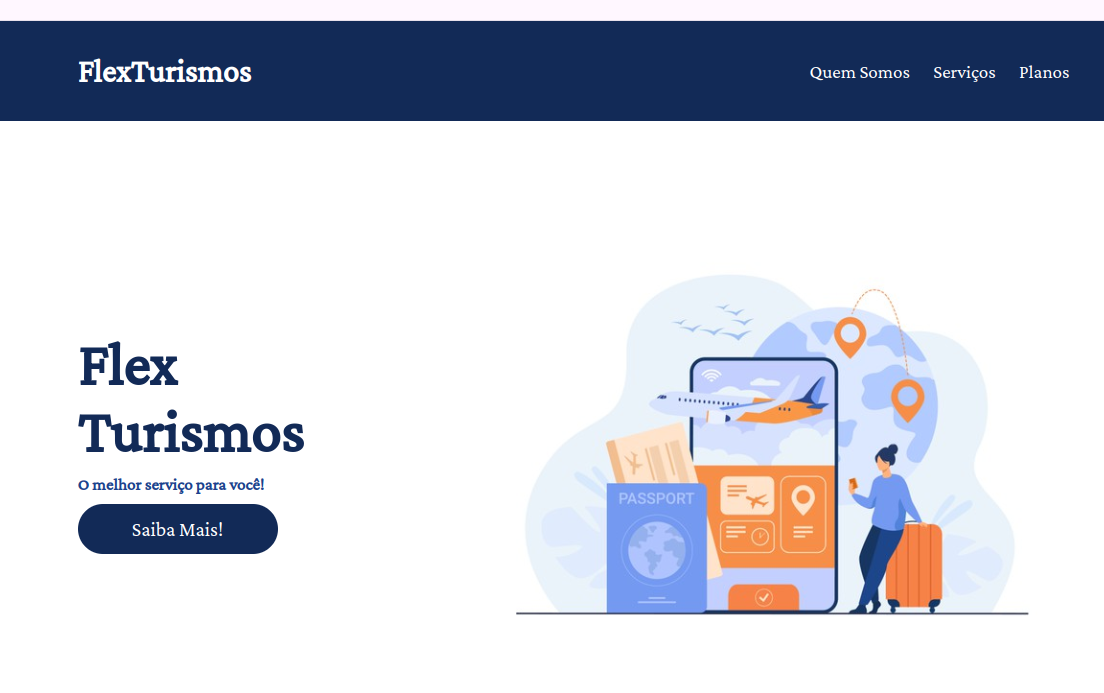 FlexTurismos
Quem Somos Serviços Planos
Flex
Turismos
O melhor serviço para você!
Saiba Mais!
PASSPORT